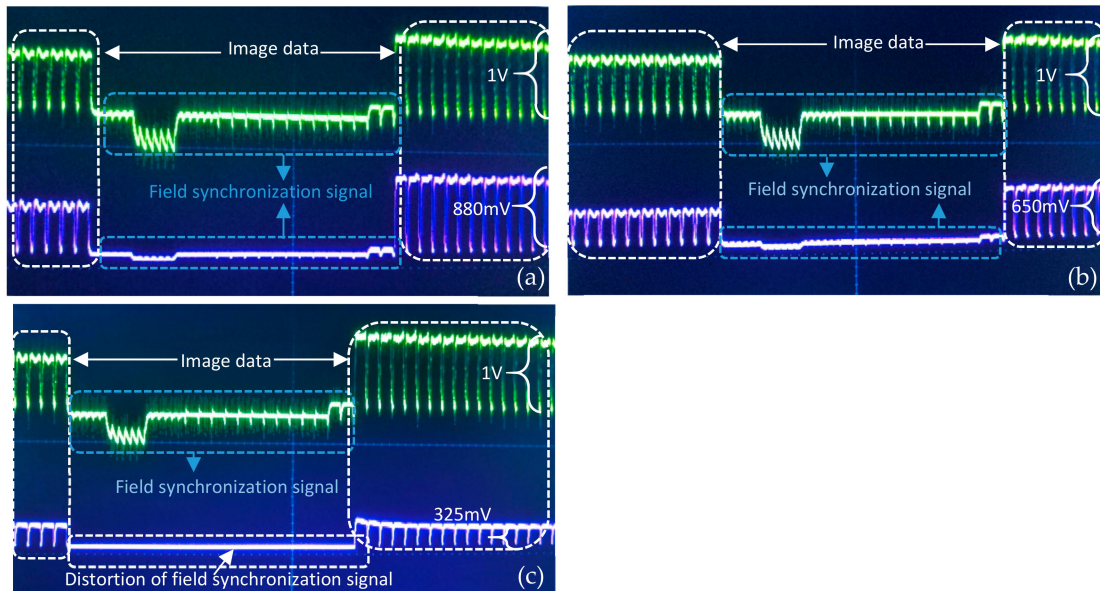 Image data
1V
Field synchronization signal
880mV
(a)
Image data
1V
Field synchronization signal
650mV
(b)
Image data
1V
Field synchronization signal
325mV
Distortion of field synchronization signal
(c)